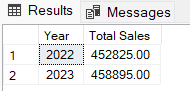 Results Messages
Year Total Sales
1 2022 452825.00
2 2023 458895.00